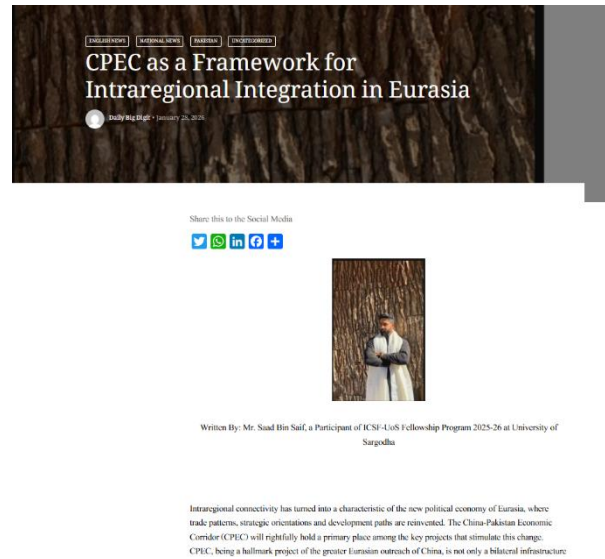 ENGLISH NEWS NATIONAL NEWS PAKISTAN UNCATEGORIZED
CPEC as a Framework for
Intraregional Integration in Eurasia
Daily Big Digit • January 28, 2026
Share this to the Social Media
Written By: Mr. Saad Bin Saif, a Participant of ICSF-UoS Fellowship Program 2025-26 at University of
Sargodha
Intraregional connectivity has turned into a characteristic of the new political economy of Eurasia, where
trade patterns, strategic orientations and development paths are reinvented. The China-Pakistan Economic
Corridor (CPEC) will rightfully hold a primary place among the key projects that stimulate this change.
CPEC, being a hallmark project of the greater Eurasian outreach of China, is not only a bilateral infrastructure